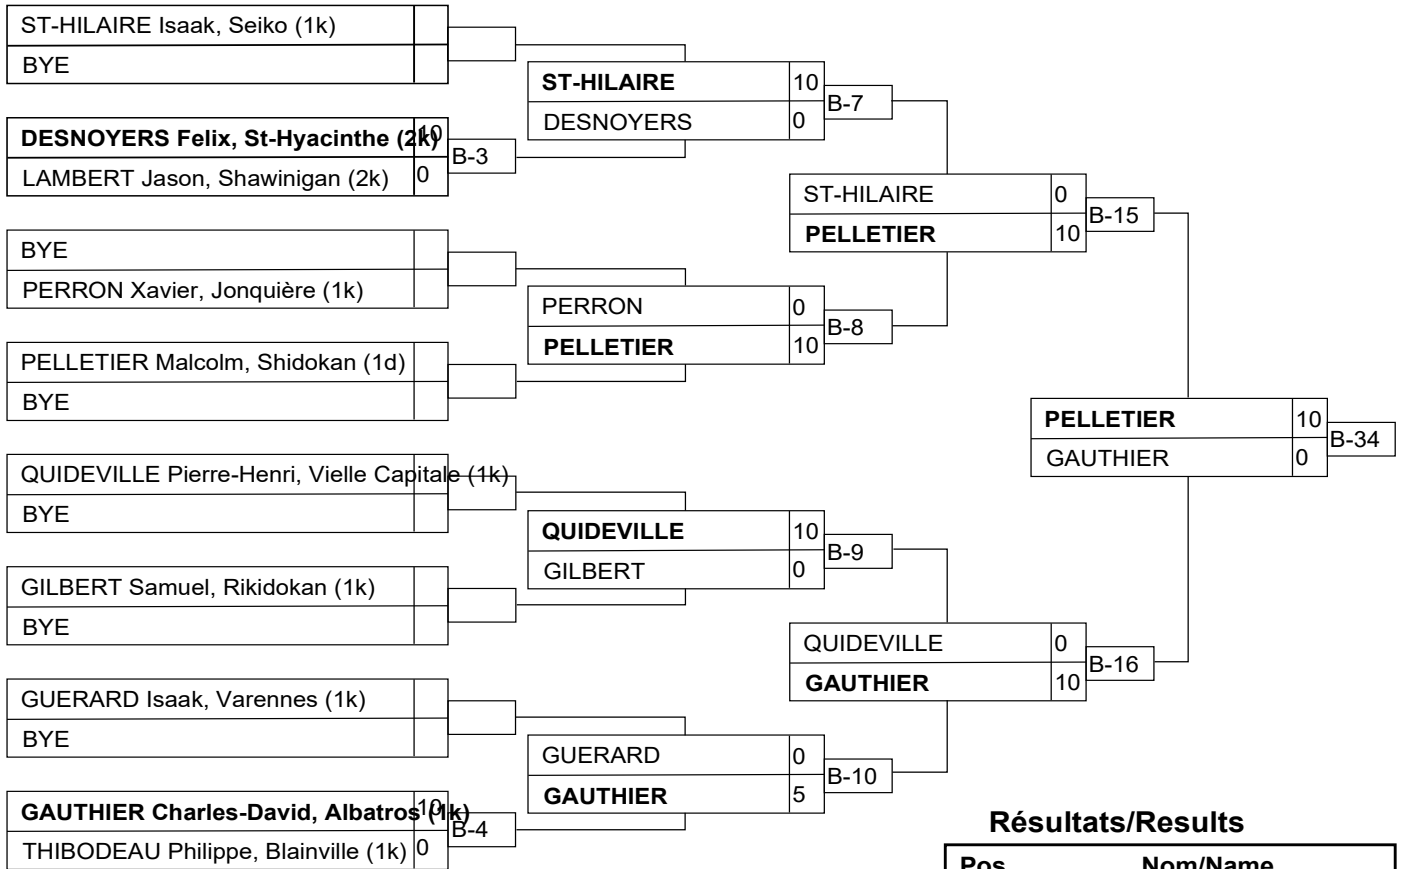 ST-HILAIRE Isaak, Seiko (1k)
BYE
DESNOYERS Felix, St-Hyacinthe (2k) 10
LAMBERT Jason, Shawinigan (2k) 0
B-3
BYE
PERRON Xavier, Jonquière (1k)
PELLETIER Malcolm, Shidokan (1d)
BYE
QUIDEVILLE Pierre-Henri, Vielle Capitale (1k)
BYE
GILBERT Samuel, Rikidokan (1k)
BYE
GUERARD Isaak, Varennes (1k)
BYE
GAUTHIER Charles-David, Albatros (1k) 10
THIBODEAU Philippe, Blainville (1k) 0
B-4
ST-HILAIRE 10
DESNOYERS 0
B-7
PERRON 0
PELLETIER 10
B-8
QUIDEVILLE 10
GILBERT 0
B-9
GUERARD 0
GAUTHIER 5
B-10
ST-HILAIRE 0
PELLETIER 10
B-15
QUIDEVILLE 0
GAUTHIER 10
B-16
PELLETIER 10
GAUTHIER 0
B-34
Résultats/Results
Pos Nom/Name